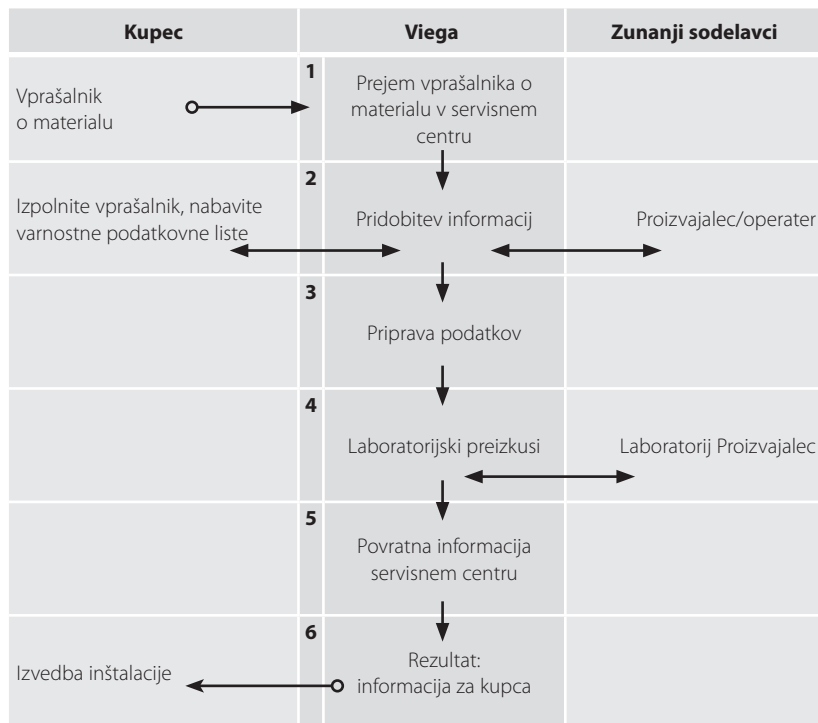 Kupec
Viega
Zunanji sodelavci
Vprašalnik
o materialu
1
Prejem vprašalnika o
materialu v servisnem
centru
Izpolnite vprašalnik, nabavite
varnostne podatkovne liste
2
Pridobitev informacij
Proizvajalec/operater
3
Priprava podatkov
4
Laboratorijski preizkusi
Laboratorij Proizvajalec
5
Povratna informacija
servisnem centru
Izvedba inštalacije
6
Rezultat:
informacija za kupca